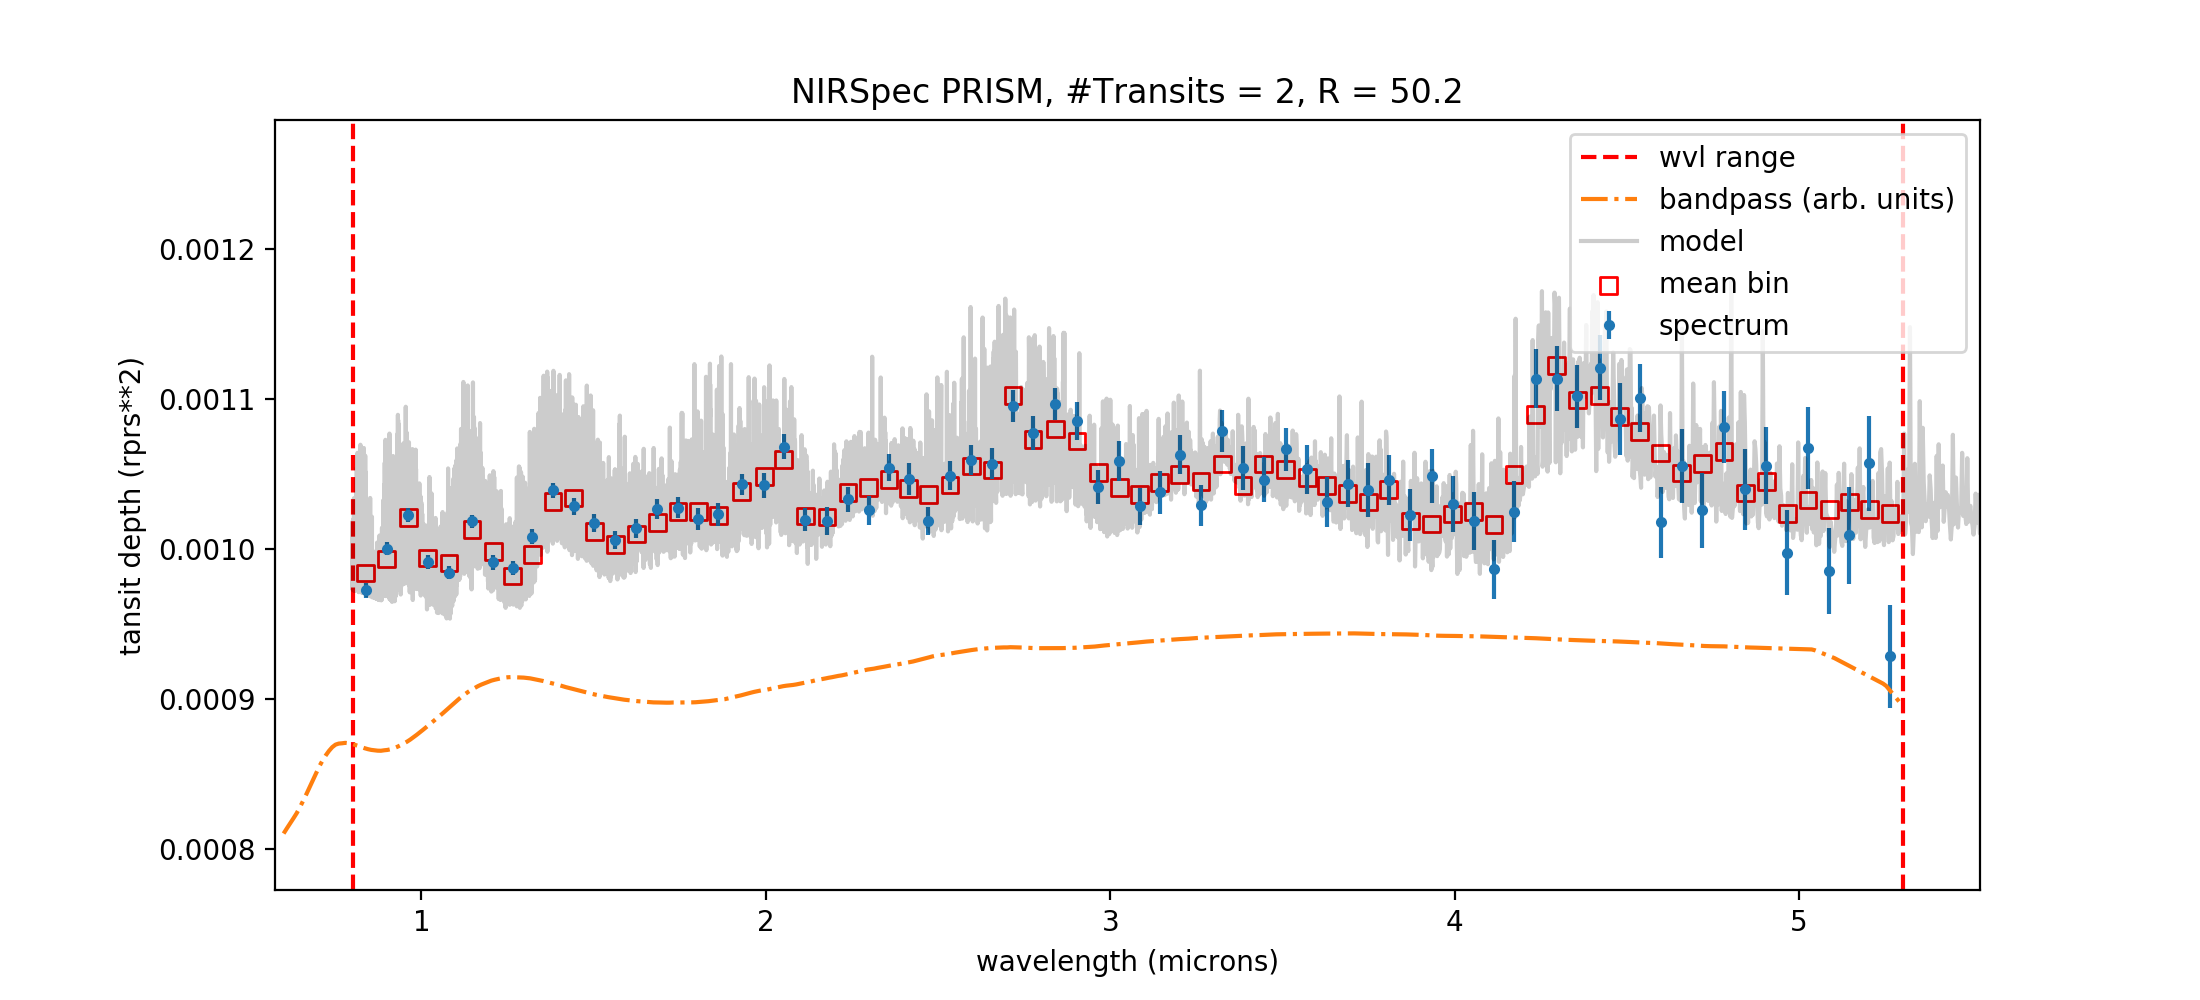 NIRSpec PRISM, #Transits = 2, R = 50.2
wvl range
bandpass (arb. units)
model
mean bin
spectrum
tansit depth (rprs**2)
0.0012
0.0011
0.0010
0.0009
0.0008
1 2 3 4 5
wavelength (microns)